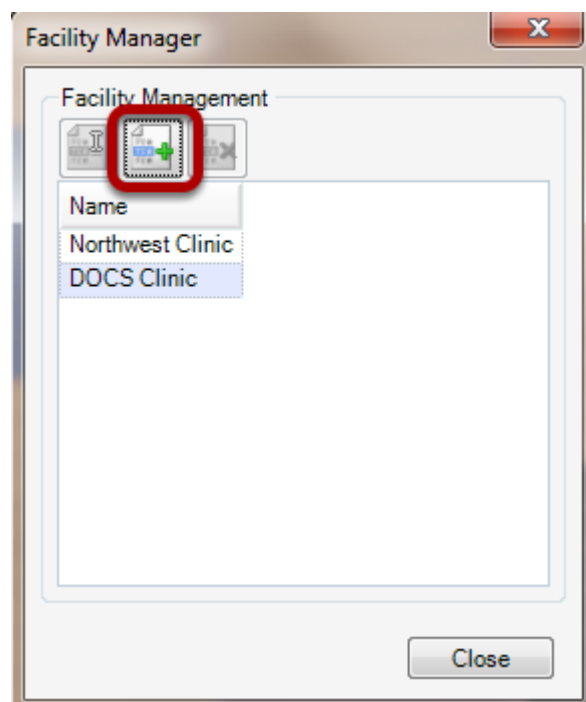 Facility Manager
Facility Management
Name
Northwest Clinic
DOCS Clinic
Close